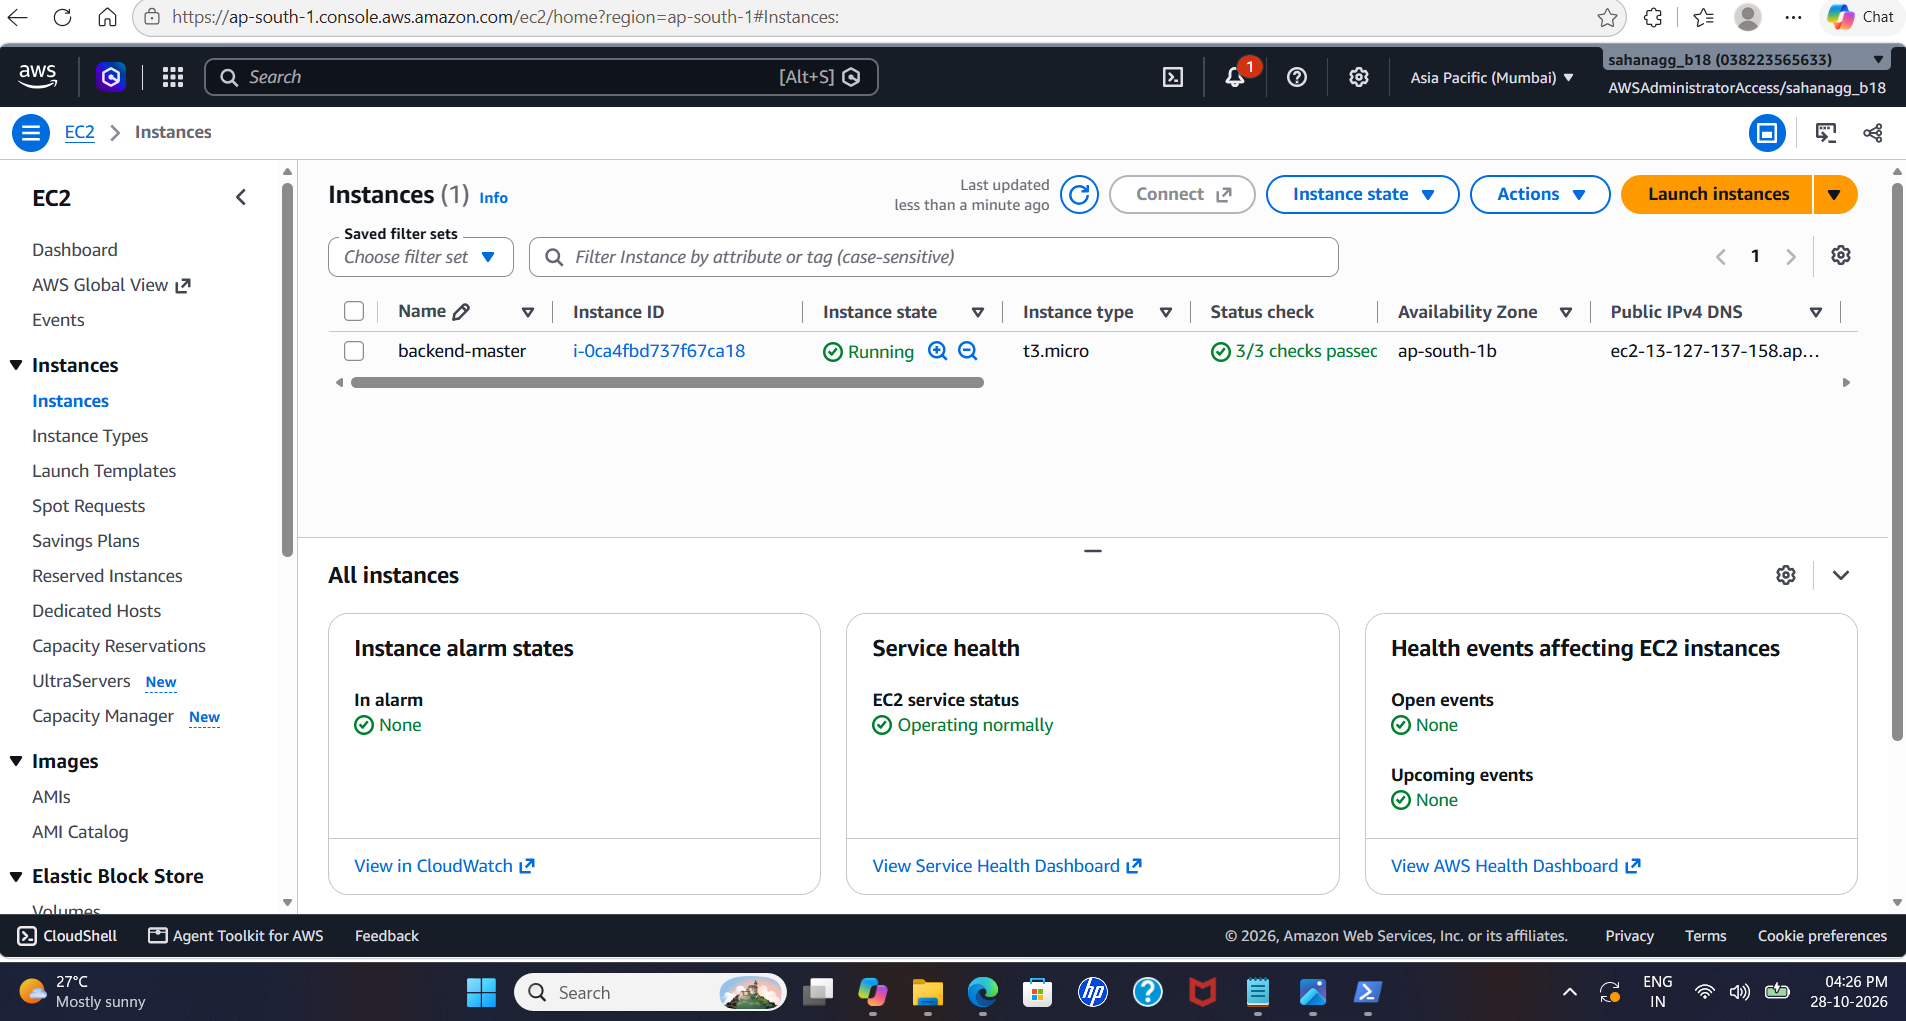 https://ap-south-1.console.aws.amazon.com/ec2/home?region=ap-south-1#Instances:
Chat
aws
Search
[Alt+S]
1
Asia Pacific (Mumbai)
sahanagg_b18 (038223565633)
AWSAdministratorAccess/sahanagg_b18
EC2
Instances
EC2
Dashboard
AWS Global View
Events
Instances
Instances
Instance Types
Launch Templates
Spot Requests
Savings Plans
Reserved Instances
Dedicated Hosts
Capacity Reservations
UltraServers New
Capacity Manager New
Images
AMIs
AMI Catalog
Elastic Block Store
Volumes
Instances (1) Info
Last updated
less than a minute ago
Connect
Instance state
Actions
Launch instances
Saved filter sets
Choose filter set
Filter Instance by attribute or tag (case-sensitive)
1
Name Instance ID Instance state Instance type Status check Availability Zone Public IPv4 DNS
backend-master i-0ca4fbd737f67ca18 Running t3.micro 3/3 checks passed ap-south-1b ec2-13-127-137-158.ap...
All instances
Instance alarm states
In alarm
None
View in CloudWatch
Service health
EC2 service status
Operating normally
View Service Health Dashboard
Health events affecting EC2 instances
Open events
None
Upcoming events
None
View AWS Health Dashboard
CloudShell Agent Toolkit for AWS Feedback
© 2026, Amazon Web Services, Inc. or its affiliates. Privacy Terms Cookie preferences
27°C
Mostly sunny
Search
hp
ENG
IN
04:26 PM
28-10-2026